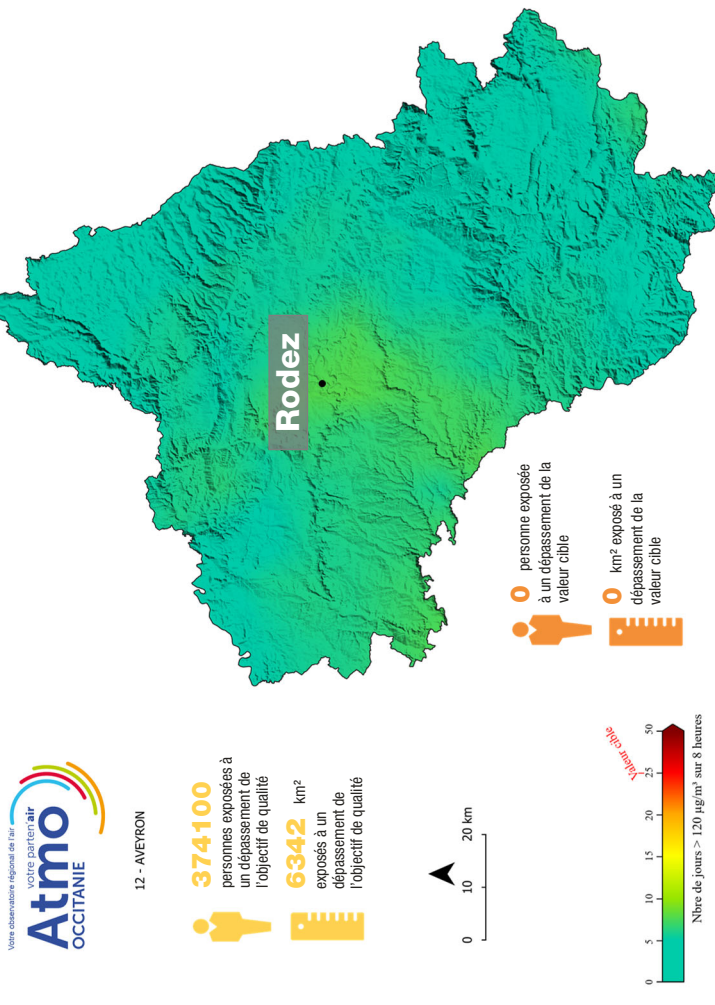 Votre observatoire régional de l'air
votre parten'air
Atmo
OCCITANIE
12 - AVEYRON
374100
personnes exposées à
un dépassement de
l'objectif de qualité
6342 km²
exposés à un
dépassement de
l'objectif de qualité
0 10 20 km
Rodez
0 personne exposée
à un dépassement de la
valeur cible
0 km² exposé à un
dépassement de la
valeur cible
Valeur cible
0 5 10 15 20 25 50
Nbre de jours > 120 µg/m³ sur 8 heures